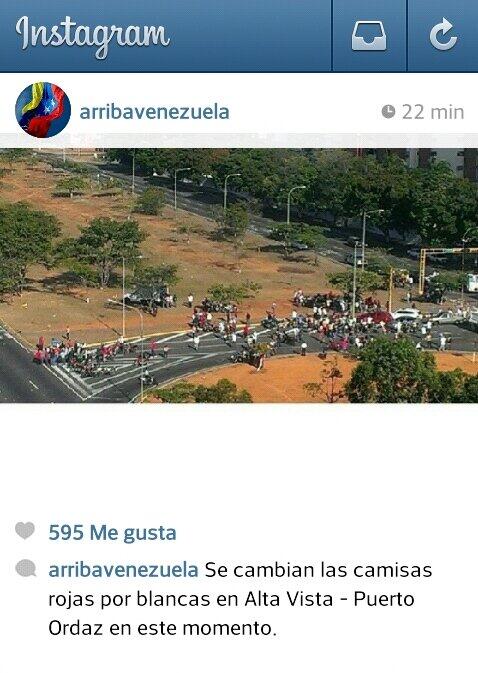 Instagram
arribavenezuela 22 min
595 Me gusta
arribavenezuela Se cambian las camisas
rojas por blancas en Alta Vista - Puerto
Ordaz en este momento.